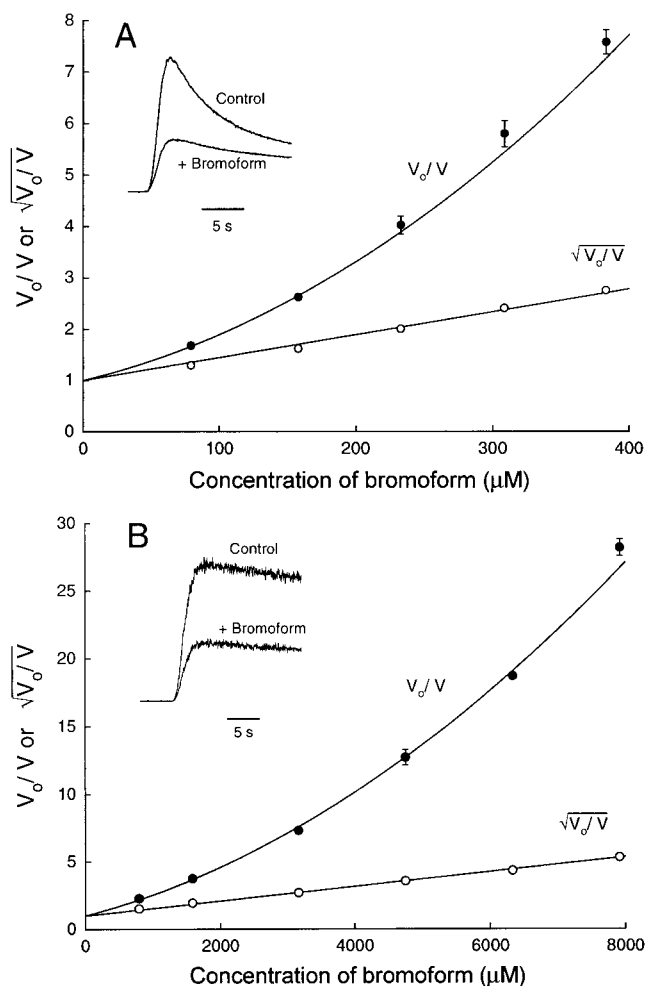 A
8
7
6
5
4
3
2
1
0
V₀/V or √V₀/V
Control
+ Bromoform
5 s
V₀/V
√V₀/V
0 100 200 300 400
Concentration of bromoform (μM)
B
30
25
20
15
10
5
0
V₀/V or √V₀/V
Control
+ Bromoform
5 s
V₀/V
√V₀/V
0 2000 4000 6000 8000
Concentration of bromoform (μM)